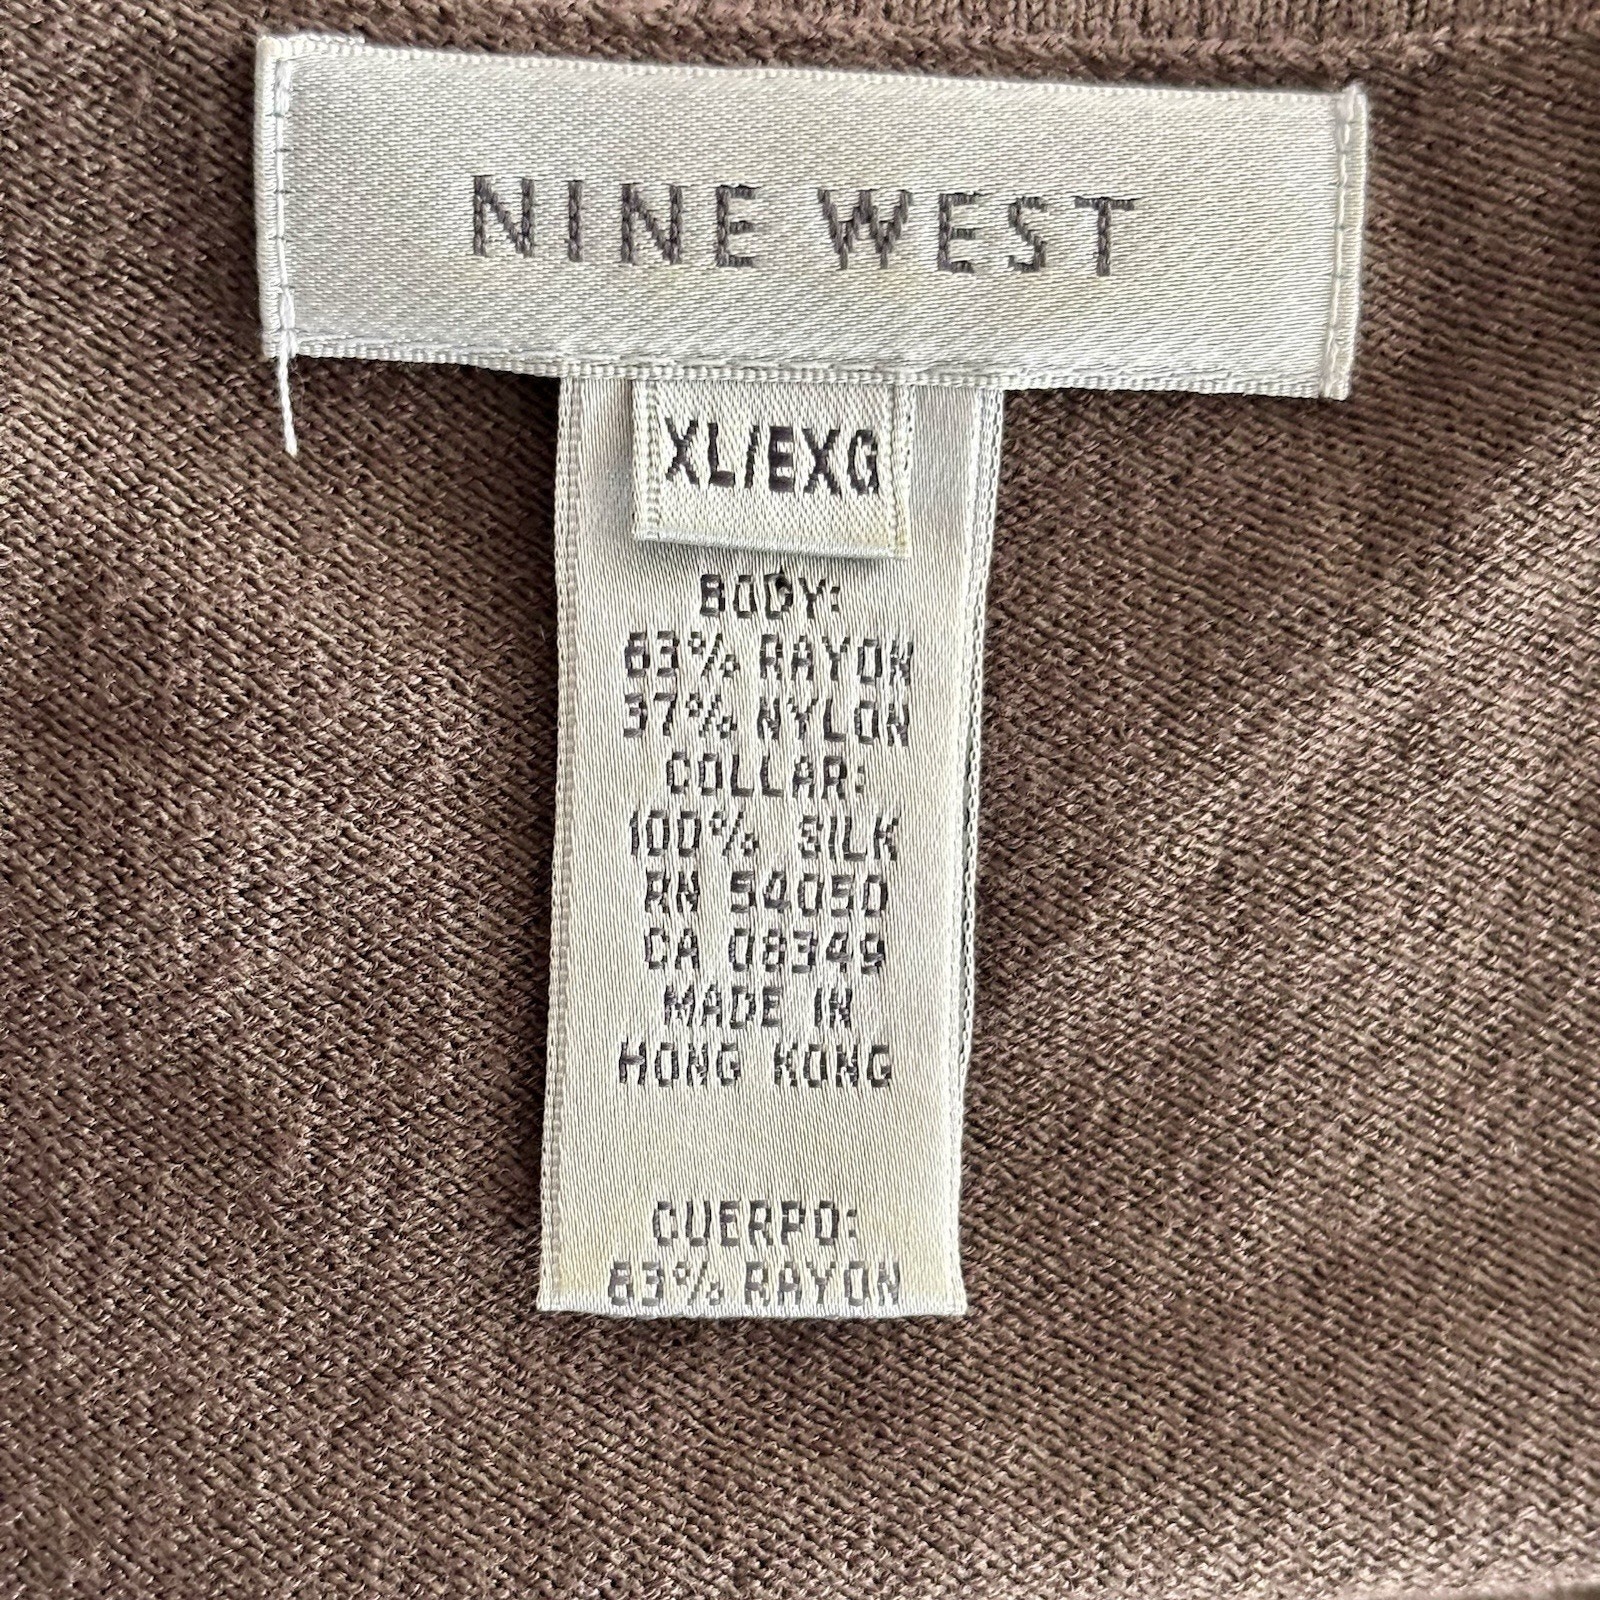 NINE WEST
XL/EXG
BODY:
63% RAYON
37% NYLON
COLLAR:
100% SILK
RN 54050
CA 08349
MADE IN
HONG KONG
CUERPO:
63% RAYON